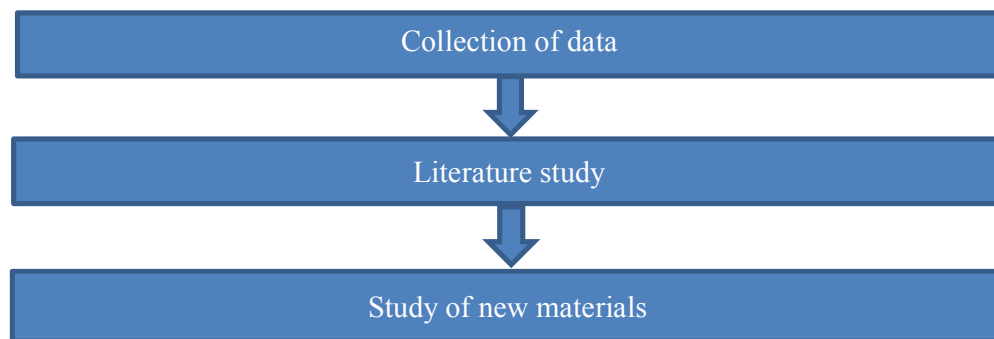 Collection of data
Literature study
Study of new materials